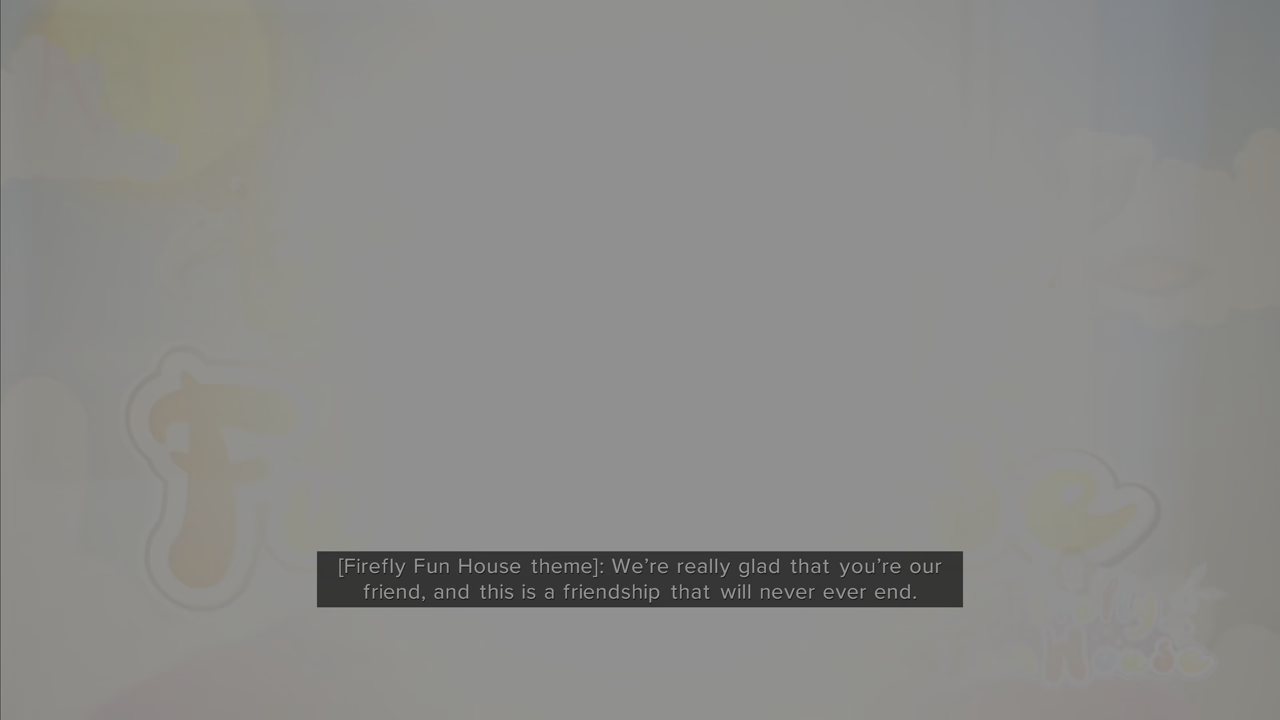 [Firefly Fun House theme]: We’re really glad that you’re our
friend, and this is a friendship that will never ever end.